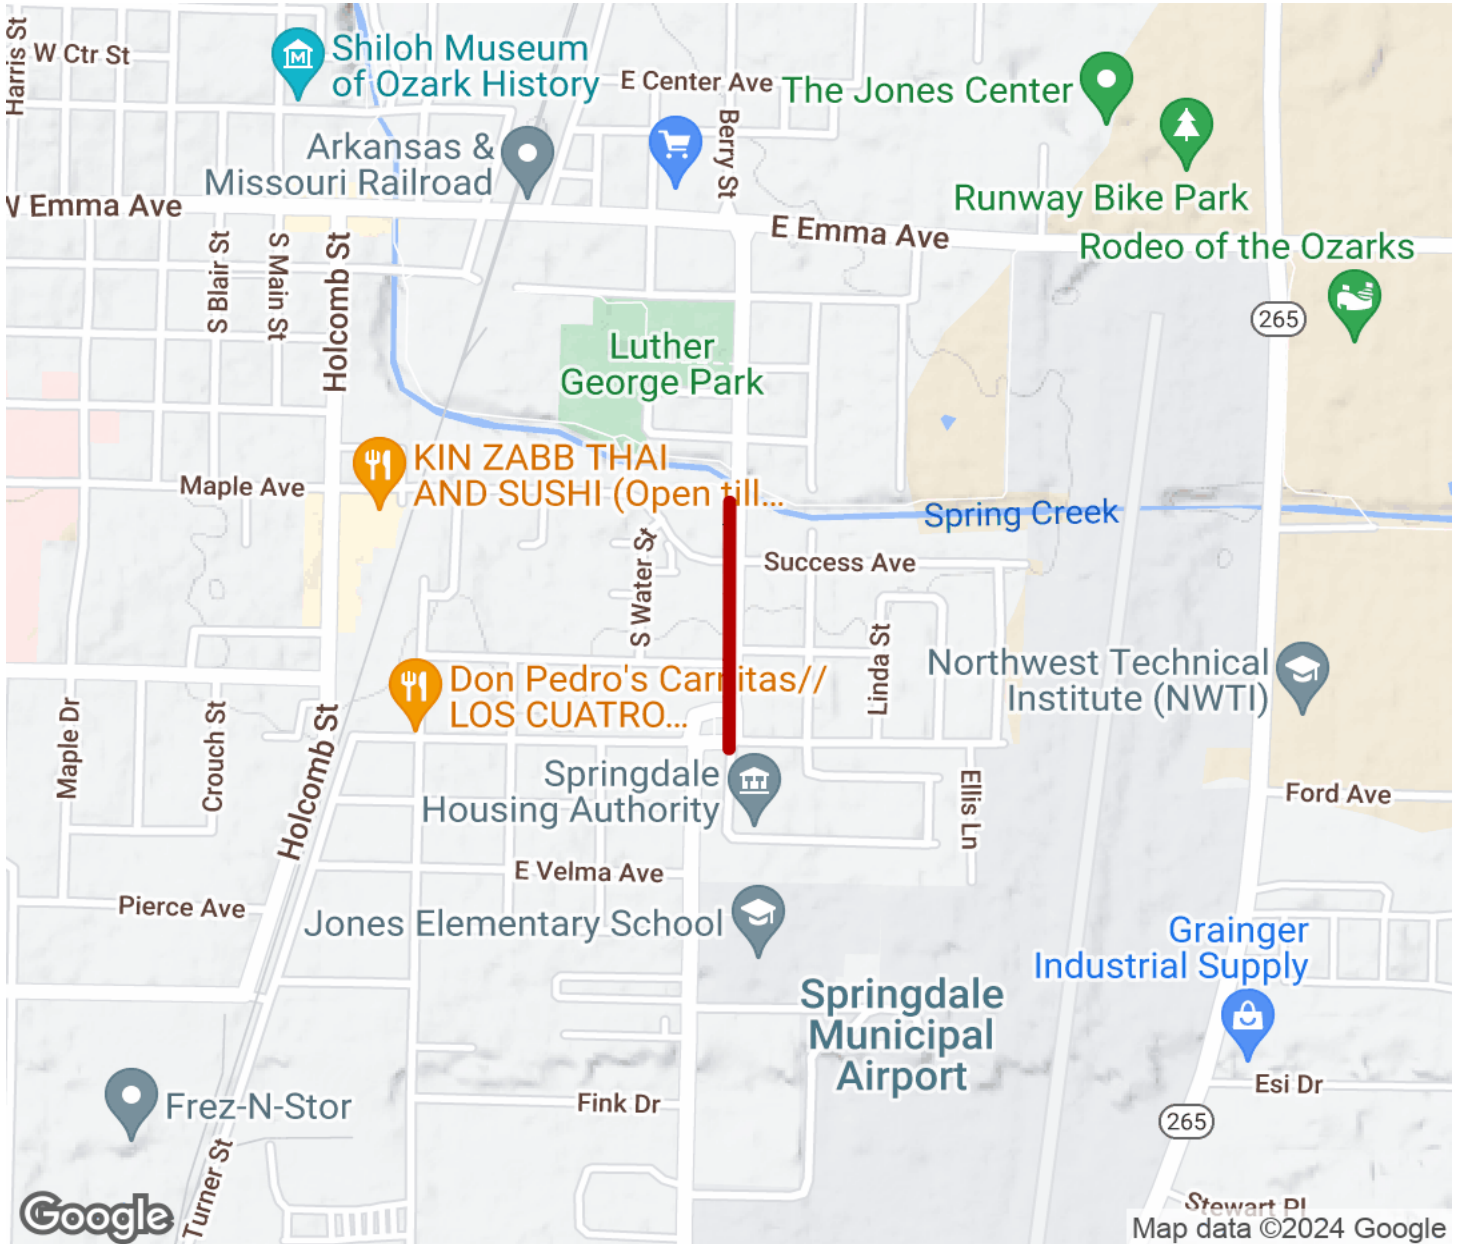 Harris St
W Ctr St
Shiloh Museum
of Ozark History
E Center Ave
The Jones Center
Berry St
Arkansas &
Missouri Railroad
Runway Bike Park
W Emma Ave
E Emma Ave
Rodeo of the Ozarks
S Blair St
S Main St
Holcomb St
265
Luther
George Park
KIN ZABB THAI
AND SUSHI (Open till...
Maple Ave
Spring Creek
S Water St
Success Ave
Linda St
Northwest Technical
Institute (NWTI)
Don Pedro's Carnitas//
LOS CUATRO...
Maple Dr
Crouch St
Holcomb St
Springdale
Housing Authority
Ellis Ln
Ford Ave
E Velma Ave
Pierce Ave
Jones Elementary School
Grainger
Industrial Supply
Springdale
Municipal
Airport
Esi Dr
Frez-N-Stor
Fink Dr
265
Turner St
Stewart Pl
Google
Map data ©2024 Google